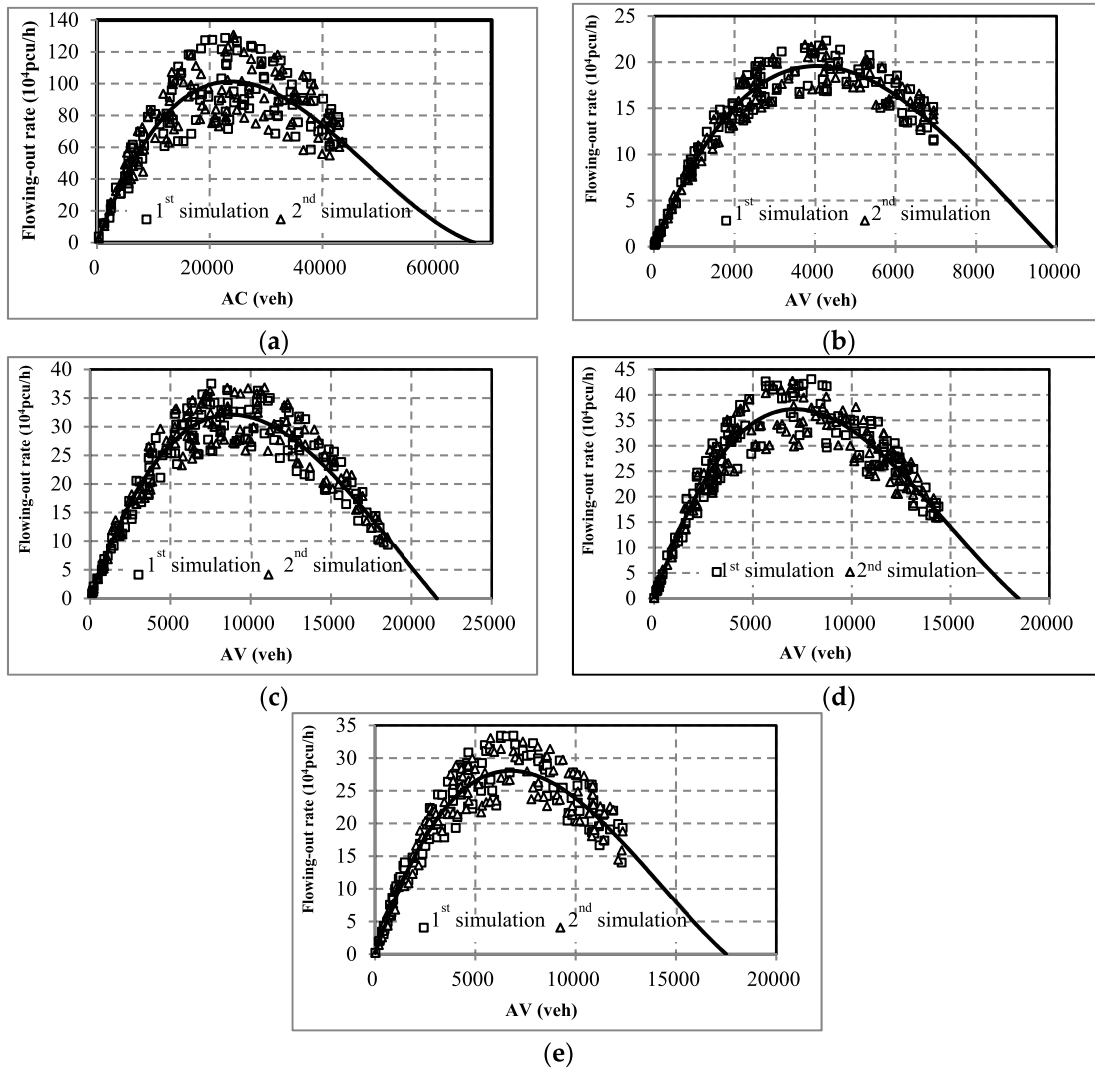 140
120
100
80
60
40
20
0
Flowing-out rate (10⁴pcu/h)
1st simulation 2nd simulation
0 20000 40000 60000
AC (veh)
(a)
25
20
15
10
5
0
Flowing-out rate (10⁴pcu/h)
1st simulation 2nd simulation
0 2000 4000 6000 8000 10000
AV (veh)
(b)
40
35
30
25
20
15
10
5
0
Flowing-out rate (10⁴pcu/h)
1st simulation 2nd simulation
0 5000 10000 15000 20000 25000
AV (veh)
(c)
45
40
35
30
25
20
15
10
5
0
Flowing-out rate (10⁴pcu/h)
1st simulation 2nd simulation
0 5000 10000 15000 20000
AV (veh)
(d)
35
30
25
20
15
10
5
0
Flowing-out rate (10⁴pcu/h)
1st simulation 2nd simulation
0 5000 10000 15000 20000
AV (veh)
(e)